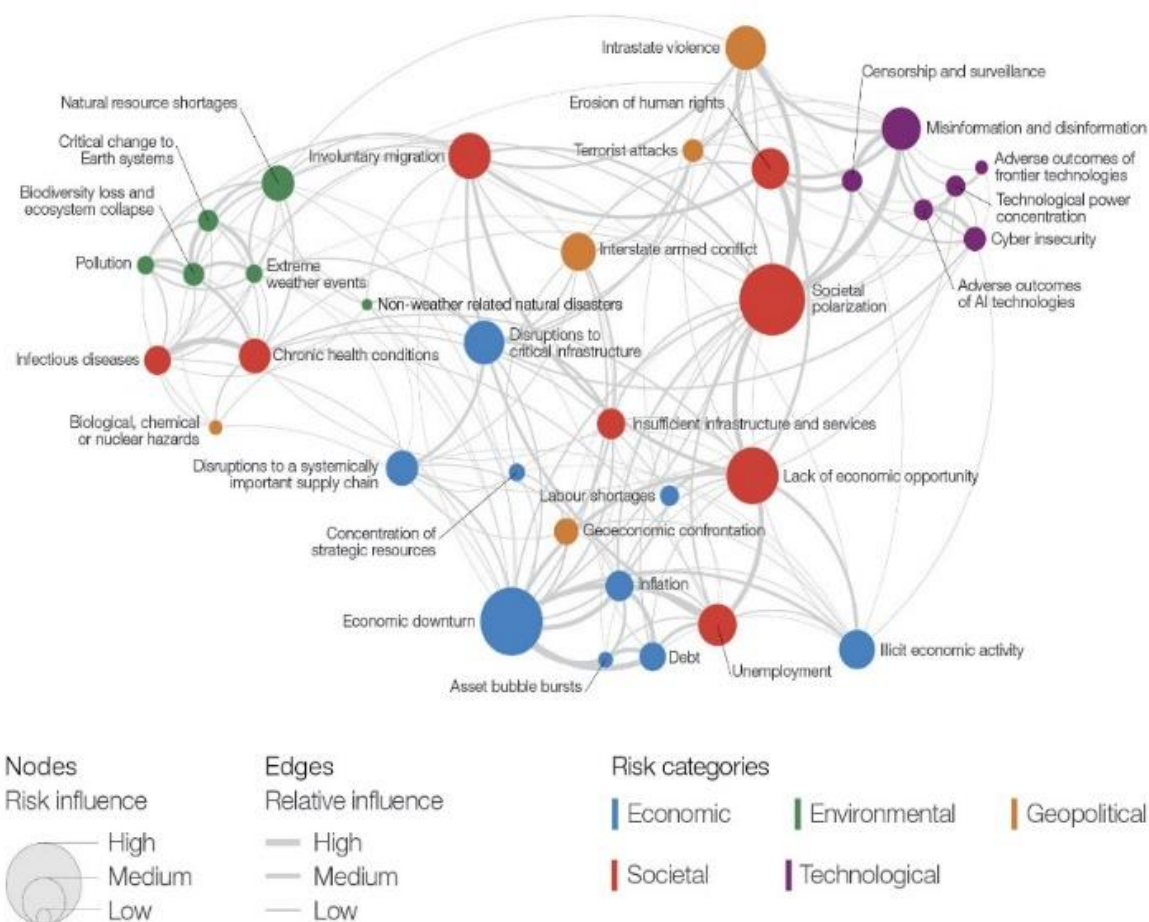 Intrastate violence
Censorship and surveillance
Natural resource shortages
Erosion of human rights
Critical change to
Earth systems
Misinformation and disinformation
Involuntary migration
Terrorist attacks
Adverse outcomes of
frontier technologies
Biodiversity loss and
ecosystem collapse
Technological power
concentration
Cyber insecurity
Interstate armed conflict
Pollution
Extreme
weather events
Adverse outcomes
of AI technologies
Societal
polarization
Non-weather related natural disasters
Disruptions to
critical infrastructure
Infectious diseases
Chronic health conditions
Biological, chemical
or nuclear hazards
Insufficient infrastructure and services
Disruptions to a systemically
important supply chain
Lack of economic opportunity
Labour shortages
Concentration of
strategic resources
Geoeconomic confrontation
Inflation
Economic downturn
Debt
Unemployment
Illicit economic activity
Asset bubble bursts
Nodes
Risk influence
High
Medium
Low
Edges
Relative influence
High
Medium
Low
Risk categories
Economic
Environmental
Geopolitical
Societal
Technological